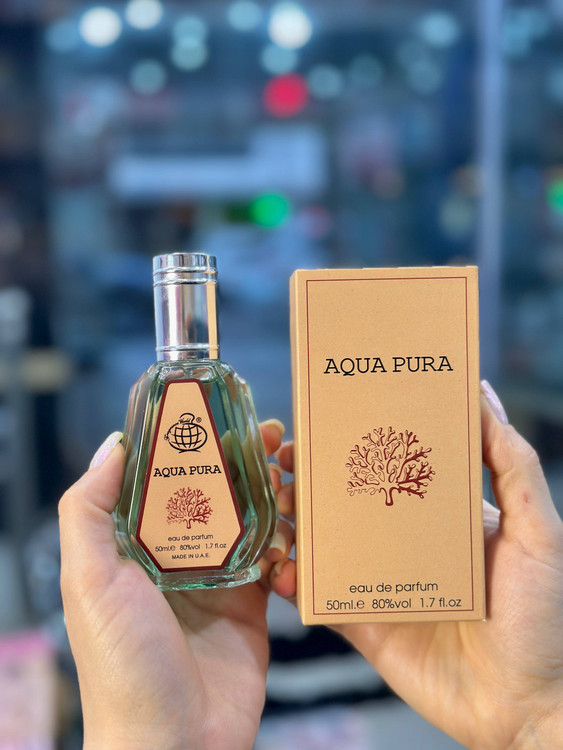 ®
AQUA PURA
eau de parfum
50ml.℮ 80%vol 1.7 fl.oz
MADE IN U.A.E.
AQUA PURA
eau de parfum
50ml.℮ 80%vol 1.7 fl.oz